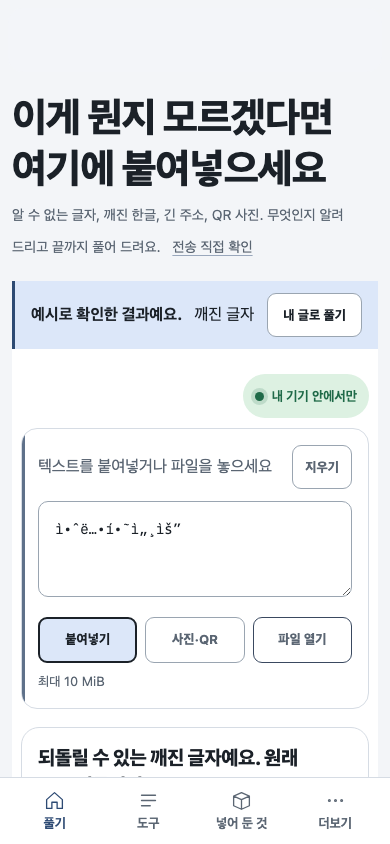 이게 뭔지 모르겠다면
여기에 붙여넣으세요
알 수 없는 글자, 깨진 한글, 긴 주소, QR 사진. 무엇인지 알려
드리고 끝까지 풀어 드려요. 전송 직접 확인
예시로 확인한 결과예요. 깨진 글자 내 글로 풀기
내 기기 안에서만
텍스트를 붙여넣거나 파일을 놓으세요 지우기
ì•ˆë…•í•˜ì„¸ìš”
붙여넣기 사진·QR 파일 열기
최대 10 MiB
되돌릴 수 있는 깨진 글자예요. 원래
풀기 도구 넣어 둔 것 더보기